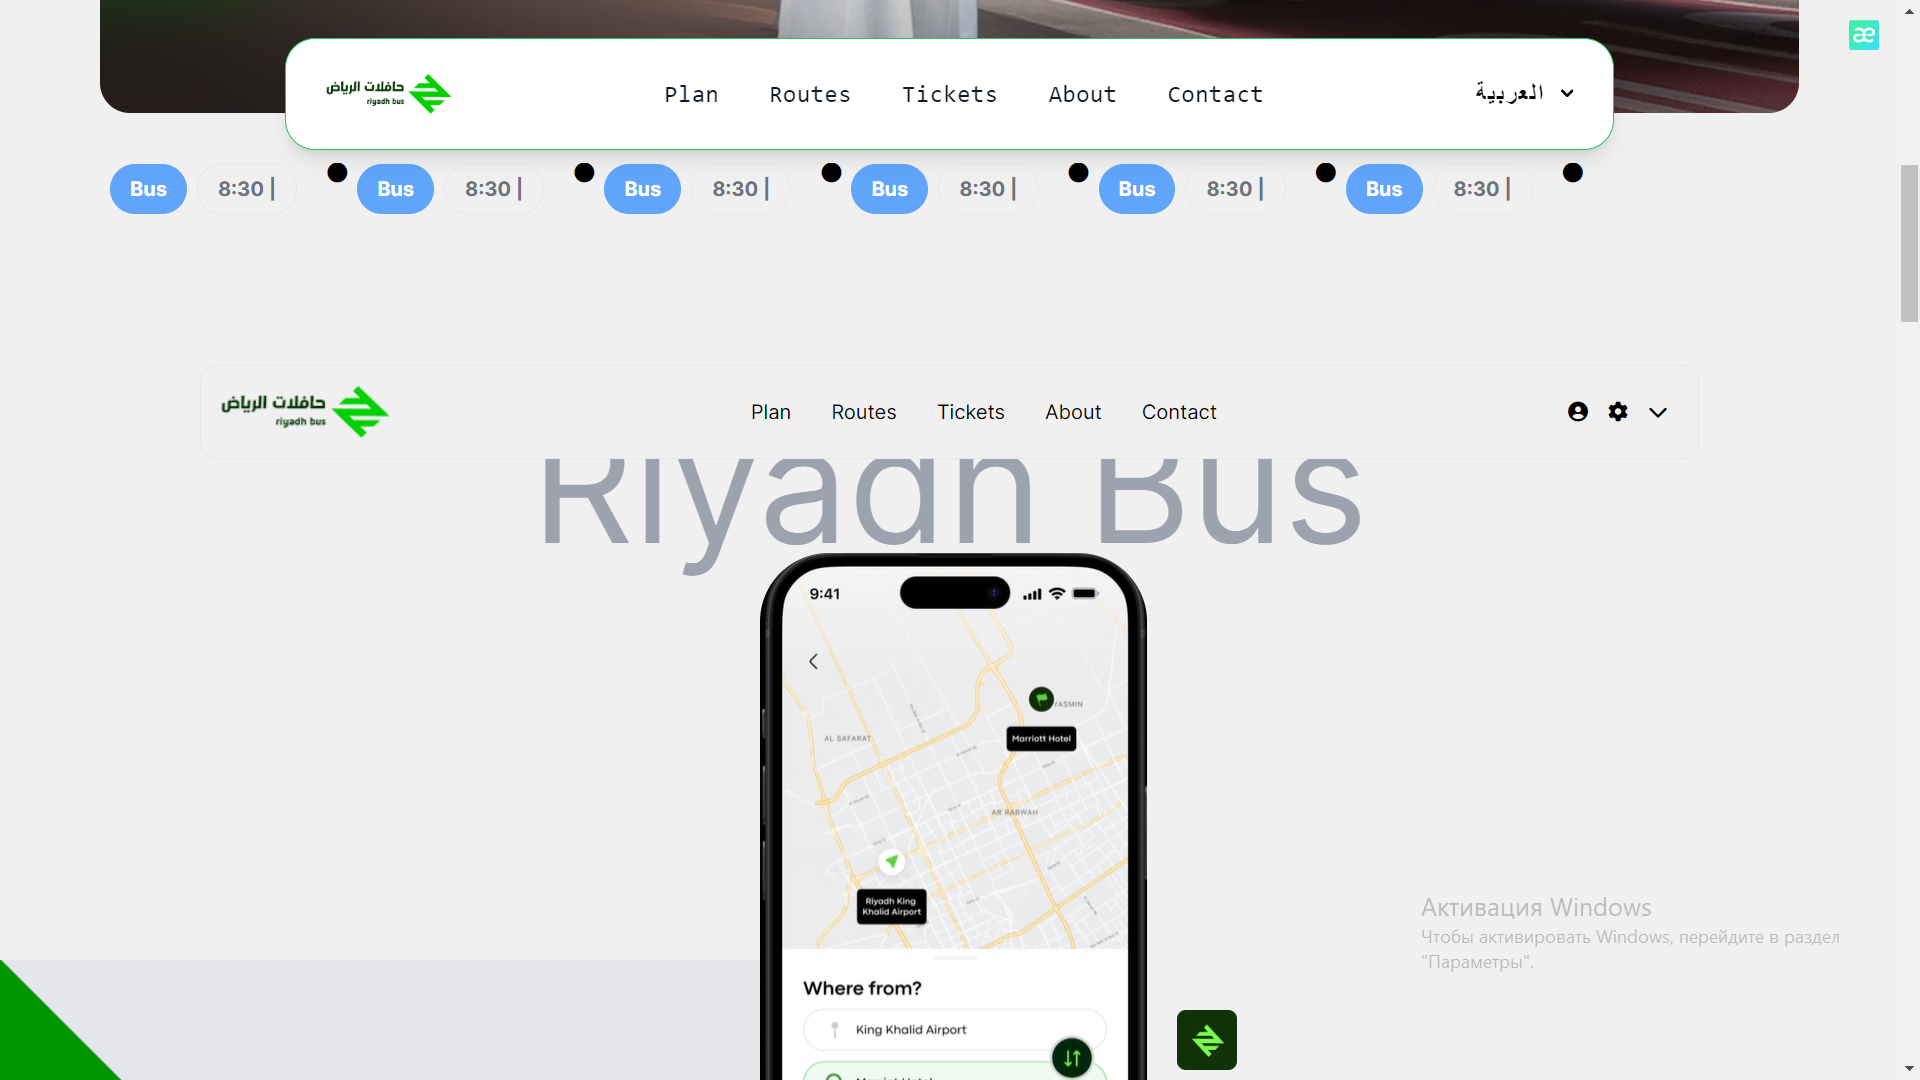 æ
حافلات الرياض
riyadh bus
Plan Routes Tickets About Contact العربية
Bus 8:30 | Bus 8:30 | Bus 8:30 | Bus 8:30 | Bus 8:30 | Bus 8:30 |
حافلات الرياض
riyadh bus
Plan Routes Tickets About Contact
Riyadh Bus
9:41
YASMIN
AL SAFARAT
Marriott Hotel
AR RABWAH
Riyadh King
Khalid Airport
Where from?
King Khalid Airport
Активация Windows
Чтобы активировать Windows, перейдите в раздел
"Параметры".